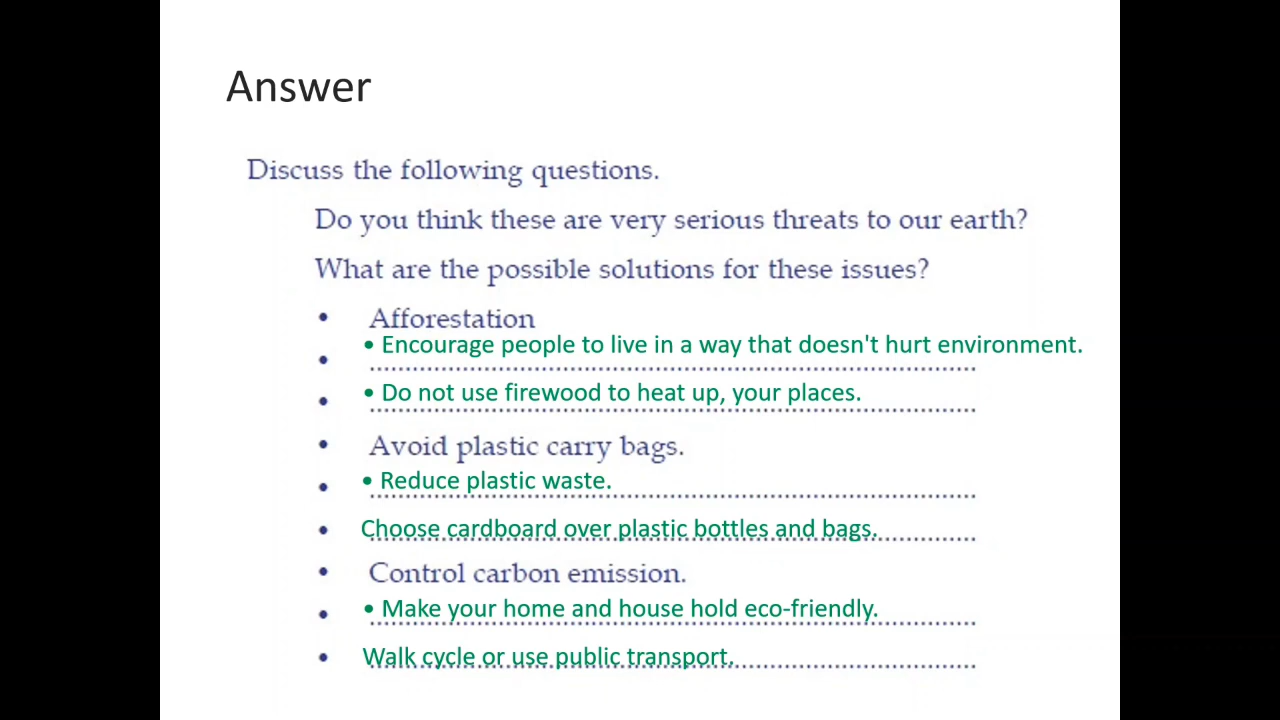 Answer
Discuss the following questions.
Do you think these are very serious threats to our earth?
What are the possible solutions for these issues?
• Afforestation
• • Encourage people to live in a way that doesn't hurt environment.
• • Do not use firewood to heat up, your places.
• Avoid plastic carry bags.
• • Reduce plastic waste.
• Choose cardboard over plastic bottles and bags.
• Control carbon emission.
• • Make your home and house hold eco-friendly.
• Walk cycle or use public transport.